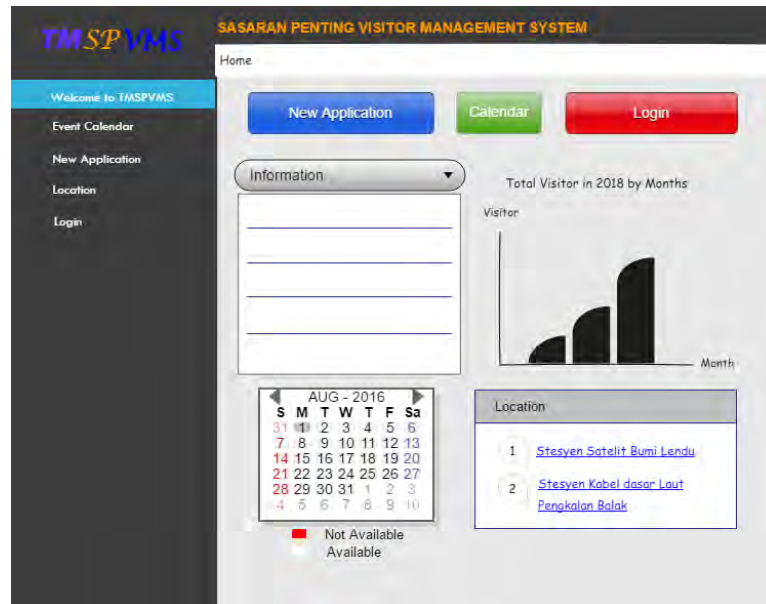 TMSPVMS
SASARAN PENTING VISITOR MANAGEMENT SYSTEM
Home
Welcome to TMSPVMS
Event Calendar
New Application
Location
Login
New Application
Calendar
Login
Information
Total Visitor in 2018 by Months
Visitor
Month
AUG - 2016
S M T W T F Sa
31 1 2 3 4 5 6
7 8 9 10 11 12 13
14 15 16 17 18 19 20
21 22 23 24 25 26 27
28 29 30 31 1 2 3
4 5 6 7 8 9 10
Not Available
Available
Location
1 Stesyen Satelit Bumi Lendu
2 Stesyen Kabel dasar Laut
Pengkalan Balak